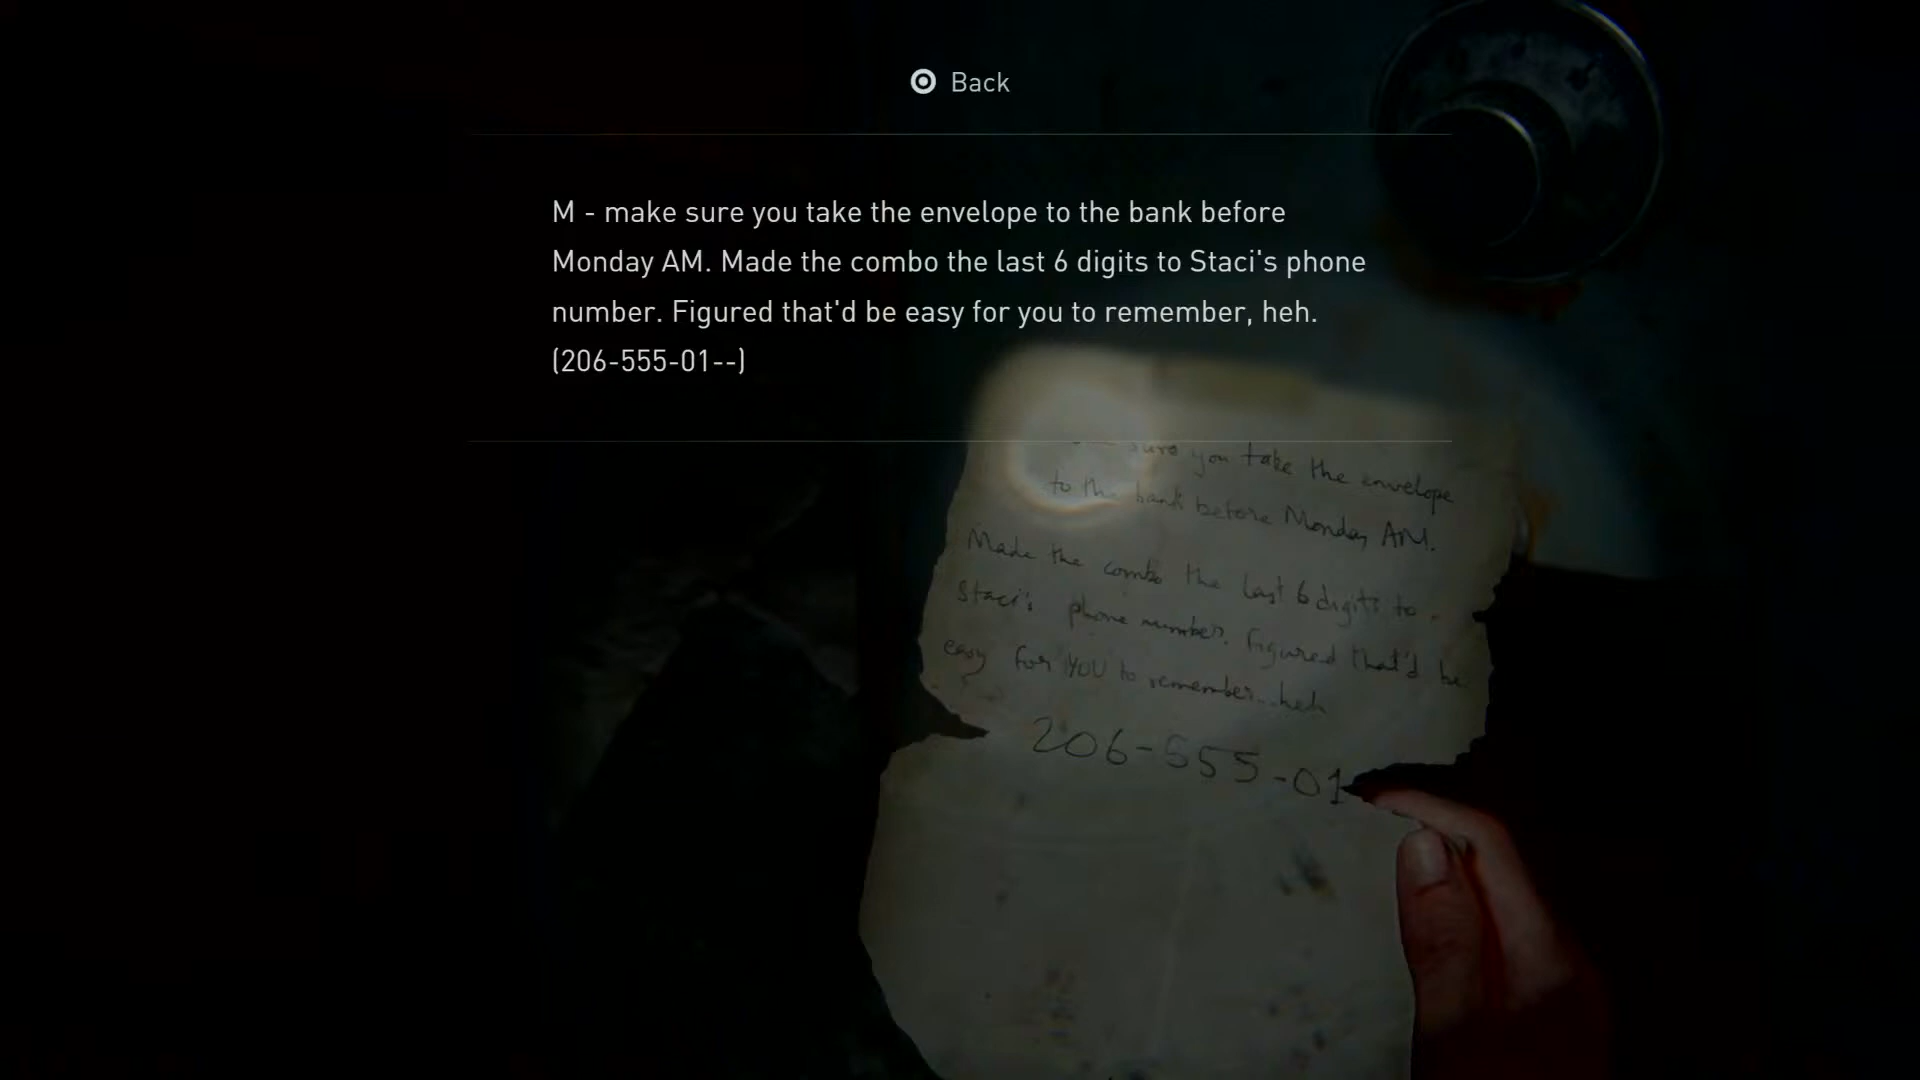 Back
M - make sure you take the envelope to the bank before
Monday AM. Made the combo the last 6 digits to Staci's phone
number. Figured that'd be easy for you to remember, heh.
(206-555-01--)
sure you take the envelope
to the bank before Monday AM.
Made the combo the last 6 digits to
Staci's phone number. Figured that'd be
easy for YOU to remember...heh
206-555-01